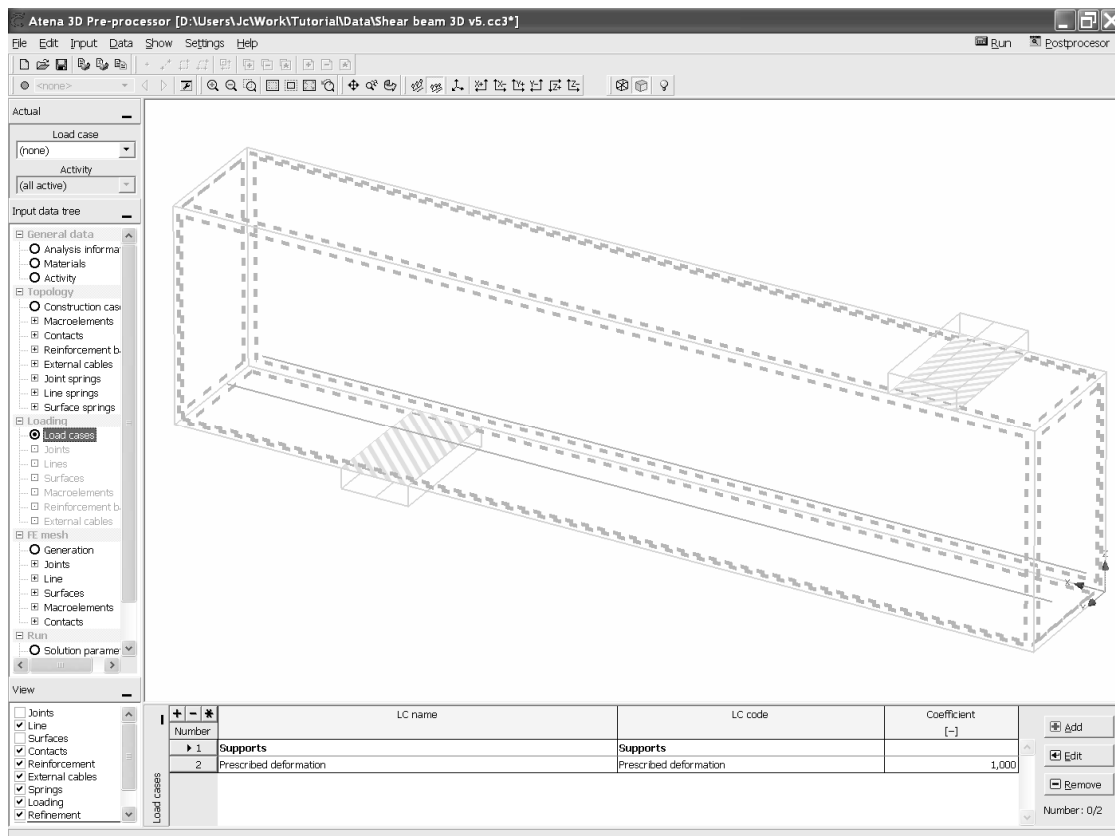 Atena 3D Pre-processor [D:\Users\Jc\Work\Tutorial\Data\Shear beam 3D v5.cc3*]
File Edit Input Data Show Settings Help Run Postprocesor
<none>
Actual
Load case
(none)
Activity
(all active)
Input data tree
General data
Analysis informa
Materials
Activity
Topology
Construction cas
Macroelements
Contacts
Reinforcement b
External cables
Joint springs
Line springs
Surface springs
Loading
Load cases
Joints
Lines
Surfaces
Macroelements
Reinforcement b
External cables
FE mesh
Generation
Joints
Line
Surfaces
Macroelements
Contacts
Run
Solution parame
X
Z
View
Joints
Line
Surfaces
Contacts
Reinforcement
External cables
Springs
Loading
Refinement
Load cases
Number LC name LC code Coefficient
[-]
1 Supports Supports
2 Prescribed deformation Prescribed deformation 1,000
Add
Edit
Remove
Number: 0/2